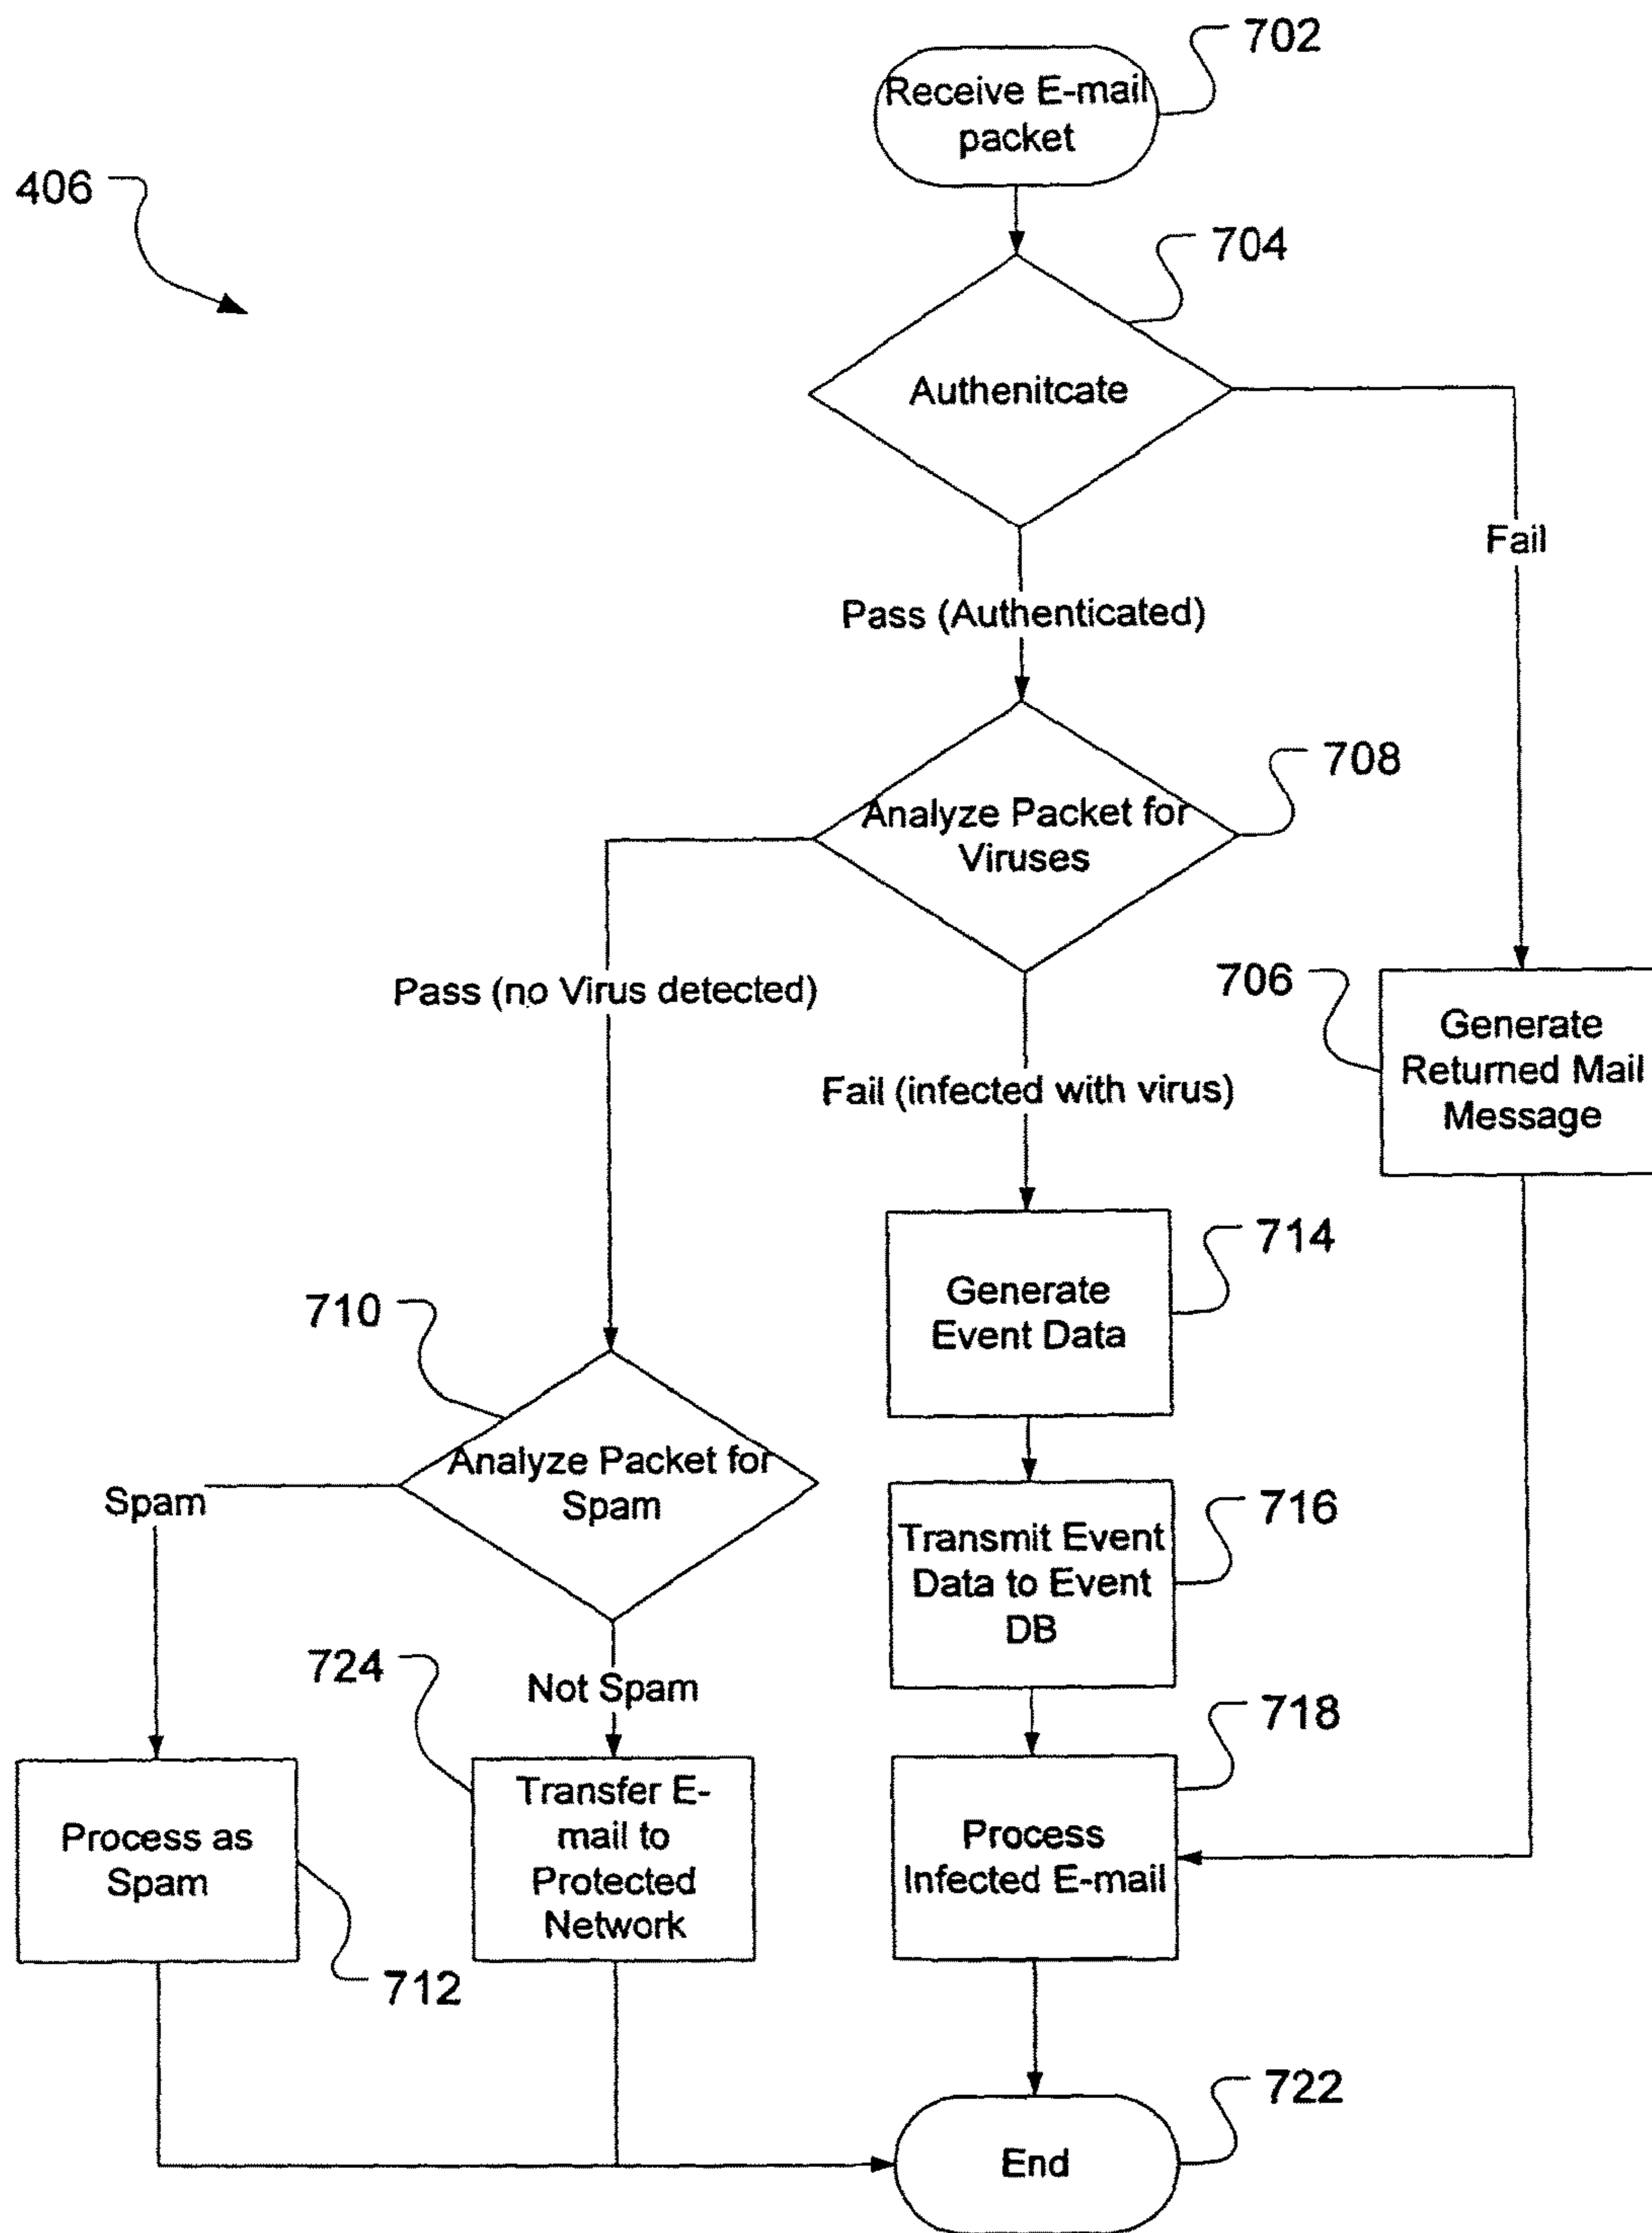 702
Receive E-mail
packet
406
704
Authenitcate
Fail
Pass (Authenticated)
708
Analyze Packet for
Viruses
Pass (no Virus detected)
706
Generate
Returned Mail
Message
Fail (infected with virus)
714
Generate
Event Data
710
Analyze Packet for
Spam
Spam
716
Transmit Event
Data to Event
DB
724
Not Spam
718
Process as
Spam
Transfer E-
mail to
Protected
Network
Process
Infected E-mail
712
722
End